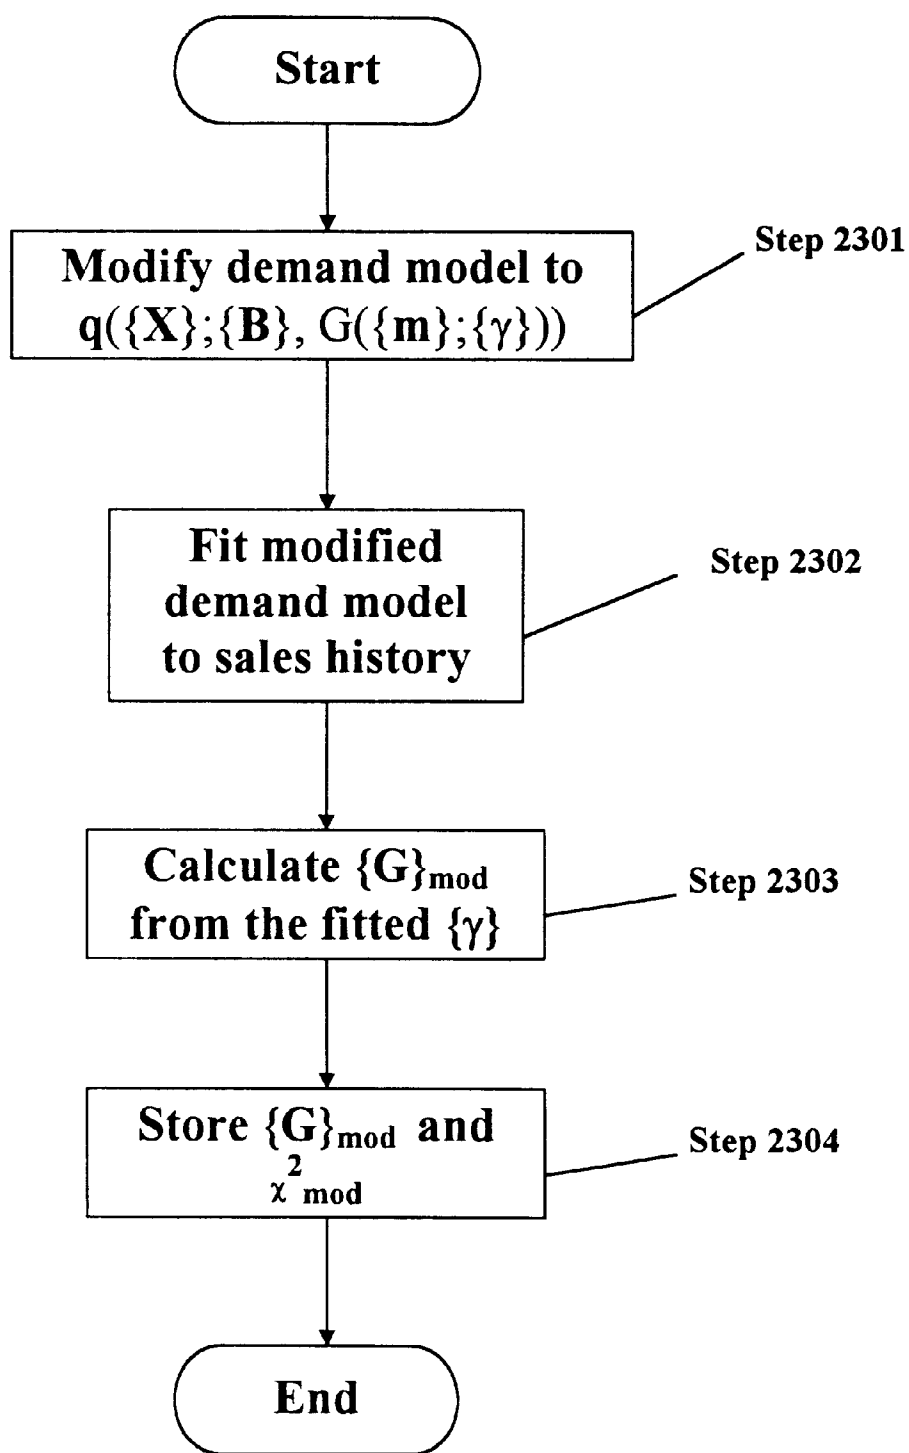 Start
Step 2301
Modify demand model to
q({X};{B}, G({m};{γ}))
Fit modified
demand model
to sales history
Step 2302
Calculate {G}mod
from the fitted {γ}
Step 2303
Store {G}mod and
χ²mod
Step 2304
End